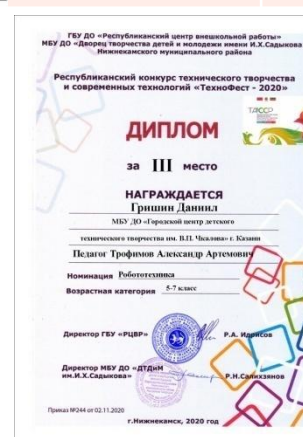 ГБУ ДО «Республиканский центр внешкольной работы»
МБУ ДО «Дворец творчества детей и молодежи имени И.Х.Садыкова»
Нижнекамского муниципального района
Республиканский конкурс технического творчества
и современных технологий «ТехноФест - 2020»
ТАССР
ДИПЛОМ
за III место
НАГРАЖДАЕТСЯ
Гришин Даниил
МБУ ДО «Городской центр детского
технического творчества им. В.П. Чкалова» г. Казани
Педагог Трофимов Александр Артемович
Номинация Робототехника
Возрастная категория 5-7 класс
Директор ГБУ «РЦВР» Р.А. Идрисов
Директор МБУ ДО «ДТДиМ
им.И.Х.Садыкова» Р.Н.Салихзянов
Приказ №244 от 02.11.2020
г.Нижнекамск, 2020 год